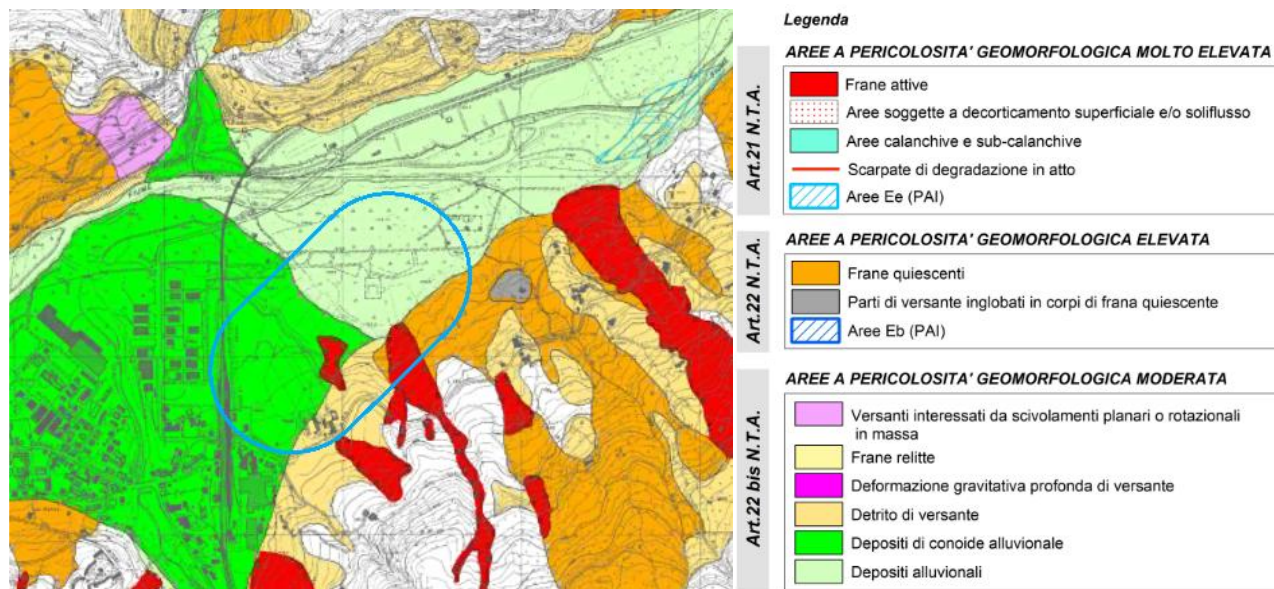 Legenda
Art.21 N.T.A.
AREE A PERICOLOSITA' GEOMORFOLOGICA MOLTO ELEVATA
Frane attive
Aree soggette a decorticamento superficiale e/o soliflusso
Aree calanchive e sub-calanchive
Scarpate di degradazione in atto
Aree Ee (PAI)
Art.22 N.T.A.
AREE A PERICOLOSITA' GEOMORFOLOGICA ELEVATA
Frane quiescenti
Parti di versante inglobati in corpi di frana quiescente
Aree Eb (PAI)
Art.22 bis N.T.A.
AREE A PERICOLOSITA' GEOMORFOLOGICA MODERATA
Versanti interessati da scivolamenti planari o rotazionali
in massa
Frane relitte
Deformazione gravitativa profonda di versante
Detrito di versante
Depositi di conoide alluvionale
Depositi alluvionali